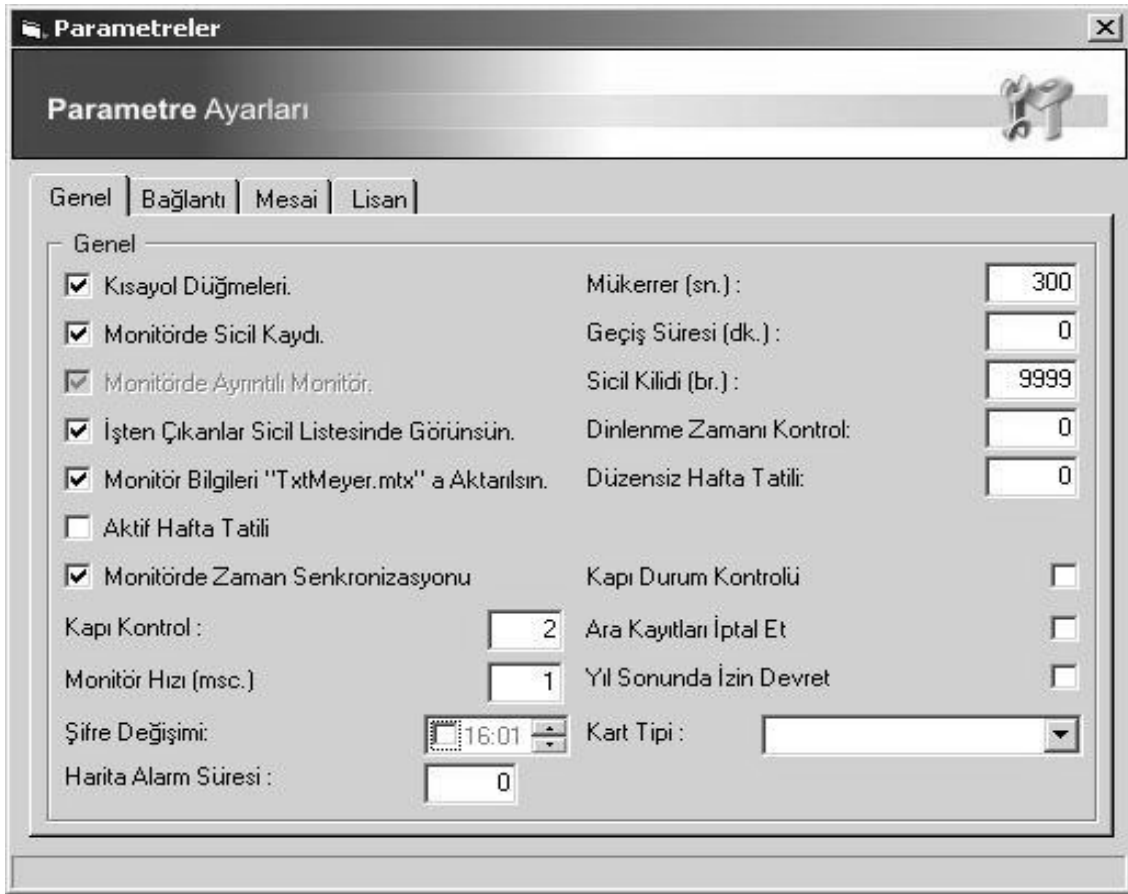 Parametreler
Parametre Ayarları
Genel Bağlantı Mesai Lisan
Genel
Kısayol Düğmeleri.
Monitörde Sicil Kaydı.
Monitörde Ayrıntılı Monitör.
İşten Çıkanlar Sicil Listesinde Görünsün.
Monitör Bilgileri "TxtMeyer.mtx" a Aktarılsın.
Aktif Hafta Tatili
Monitörde Zaman Senkronizasyonu
Kapı Kontrol : 2
Monitör Hızı (msc.) 1
Şifre Değişimi: 16:01
Harita Alarm Süresi : 0
Mükerrer (sn.) : 300
Geçiş Süresi (dk.) : 0
Sicil Kilidi (br.) : 9999
Dinlenme Zamanı Kontrol: 0
Düzensiz Hafta Tatili: 0
Kapı Durum Kontrolü
Ara Kayıtları İptal Et
Yıl Sonunda İzin Devret
Kart Tipi :